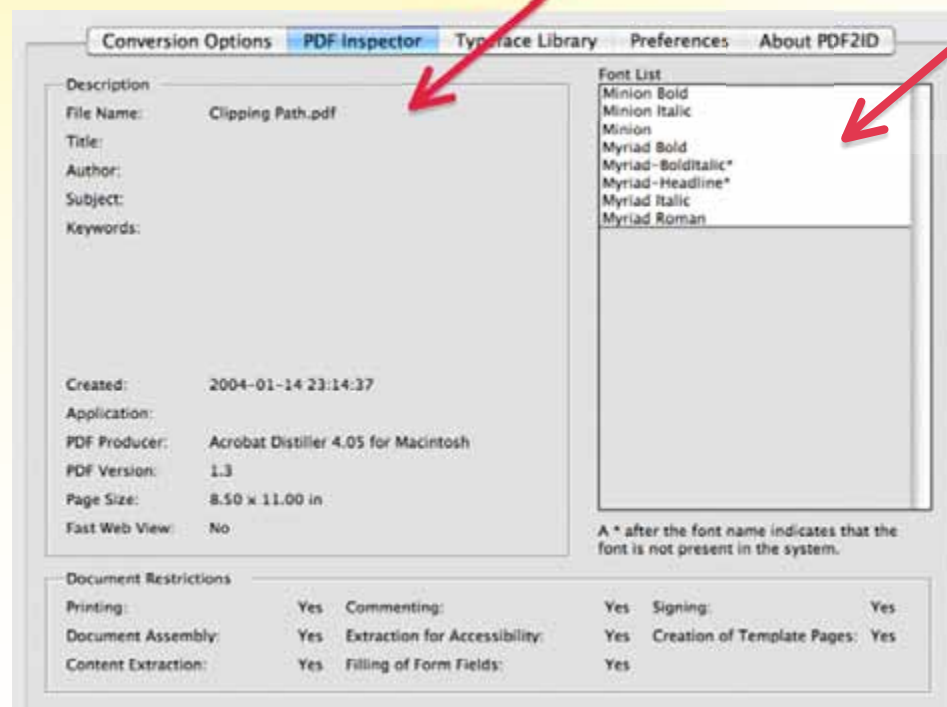 Conversion Options PDF Inspector Typeface Library Preferences About PDF2ID
Description
File Name: Clipping Path.pdf
Title:
Author:
Subject:
Keywords:
Created: 2004-01-14 23:14:37
Application:
PDF Producer: Acrobat Distiller 4.05 for Macintosh
PDF Version: 1.3
Page Size: 8.50 x 11.00 in
Fast Web View: No
Font List
Minion Bold
Minion Italic
Minion
Myriad Bold
Myriad-BoldItalic*
Myriad-Headline*
Myriad Italic
Myriad Roman
A * after the font name indicates that the
font is not present in the system.
Document Restrictions
Printing: Yes Commenting: Yes Signing: Yes
Document Assembly: Yes Extraction for Accessibility: Yes Creation of Template Pages: Yes
Content Extraction: Yes Filling of Form Fields: Yes